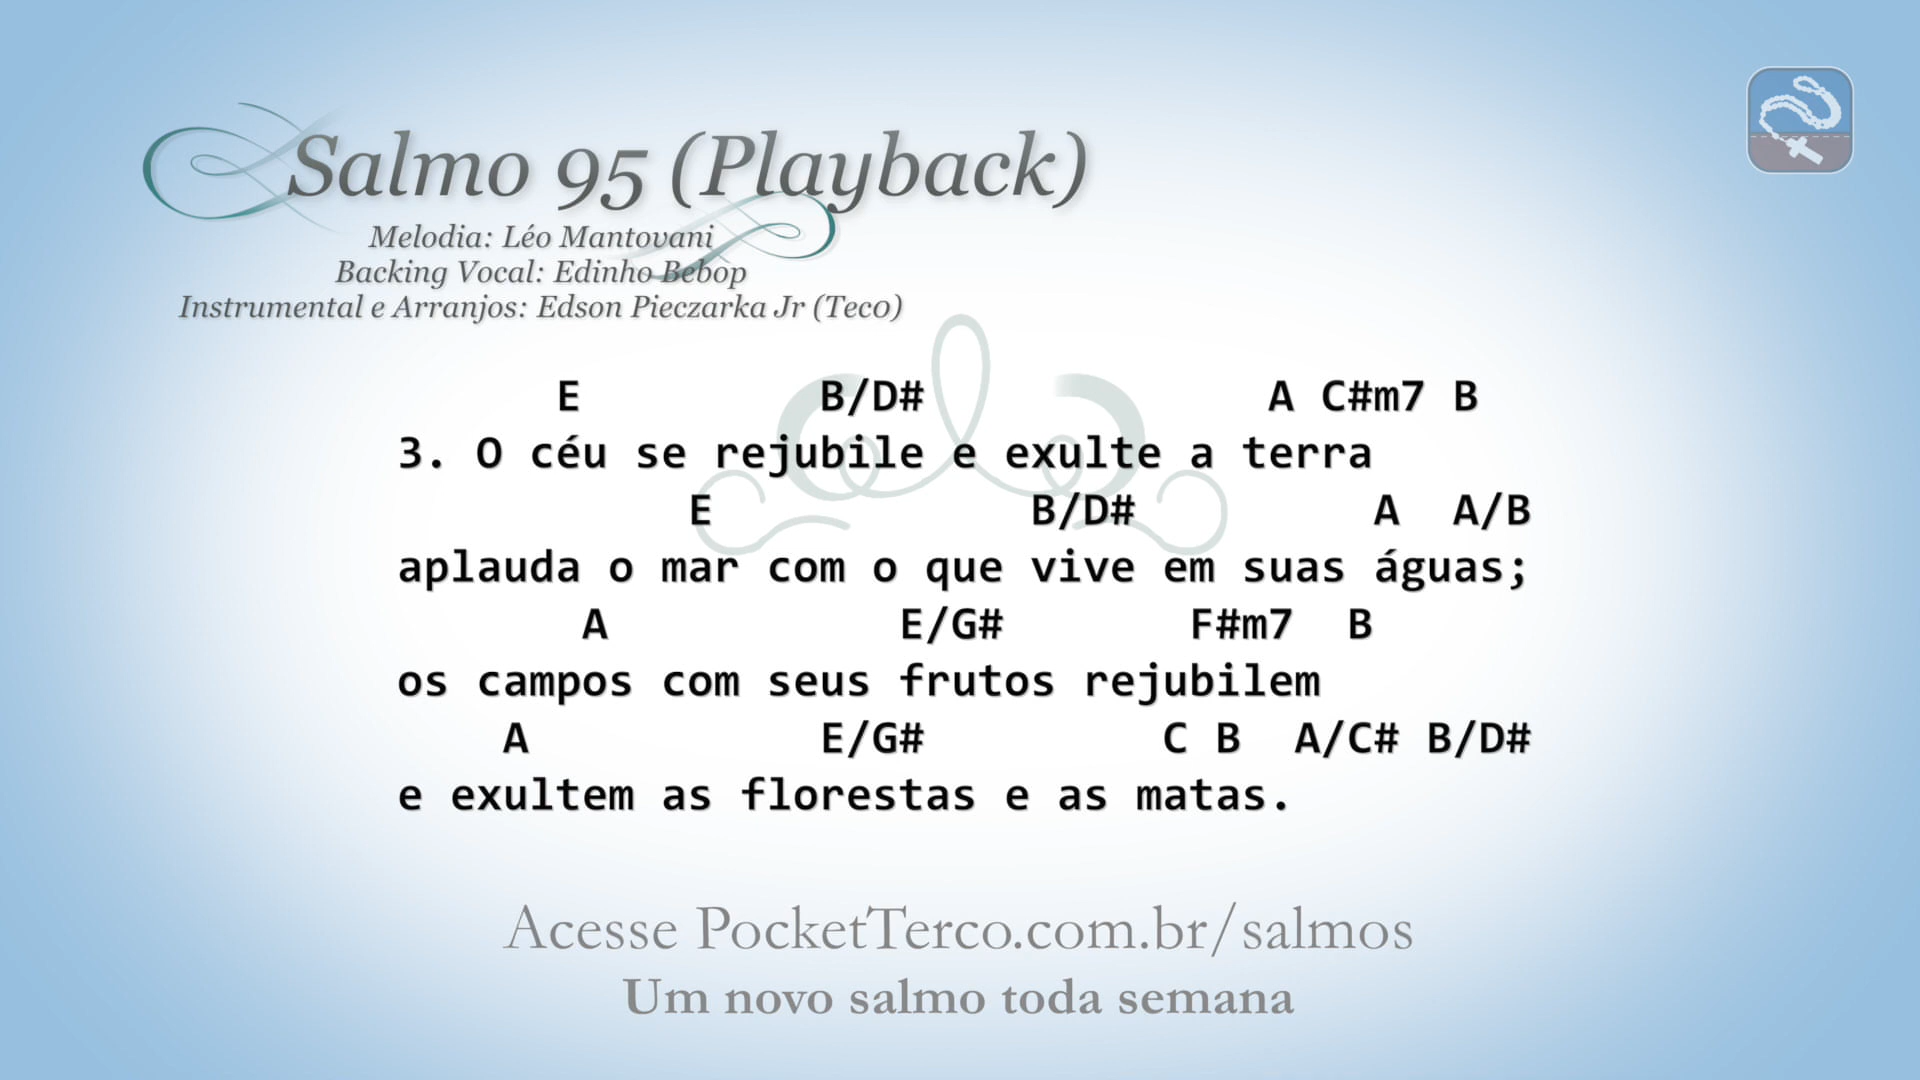 Salmo 95 (Playback)
Melodia: Léo Mantovani
Backing Vocal: Edinho Bebop
Instrumental e Arranjos: Edson Pieczarka Jr (Tec0)
E B/D# A C#m7 B
3. O céu se rejubile e exulte a terra
E B/D# A A/B
aplauda o mar com o que vive em suas águas;
A E/G# F#m7 B
os campos com seus frutos rejubilem
A E/G# C B A/C# B/D#
e exultem as florestas e as matas.
Acesse PocketTerco.com.br/salmos
Um novo salmo toda semana